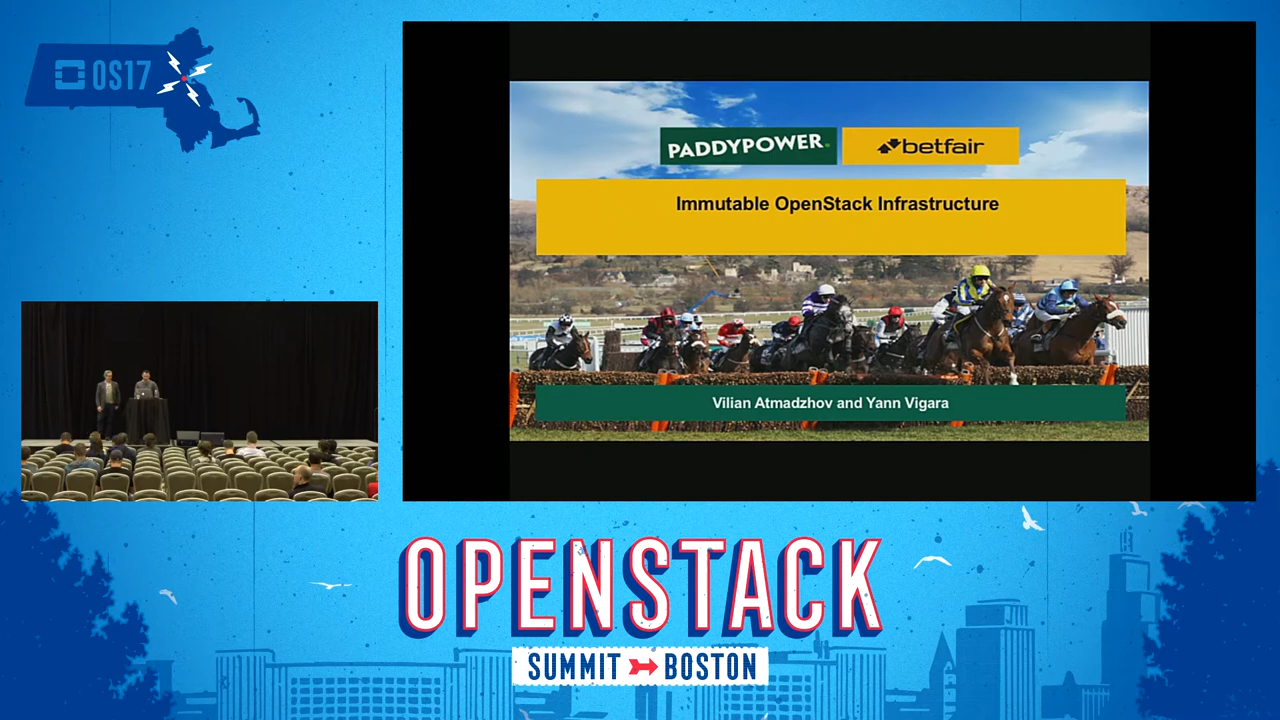 OS17
PADDYPOWER.
betfair
Immutable OpenStack Infrastructure
Vilian Atmadzhov and Yann Vigara
OPENSTACK
SUMMIT BOSTON